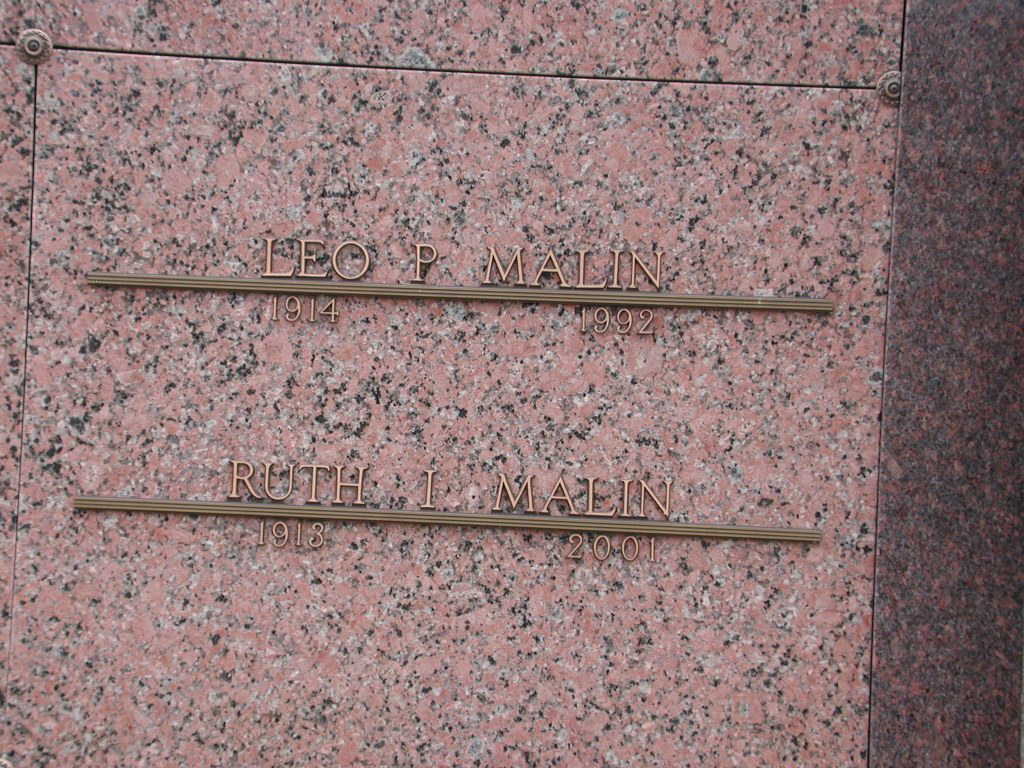 LEO P MALIN
1914 1992
RUTH I MALIN
1913 2001